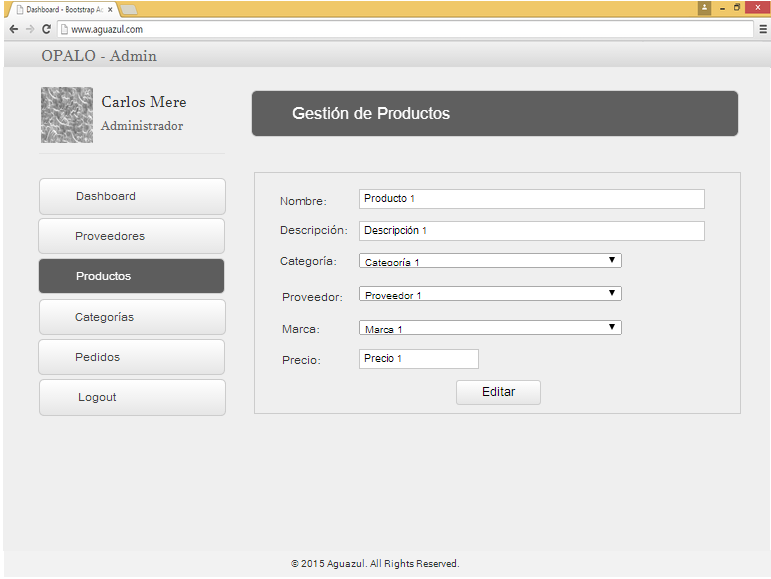 Dashboard - Bootstrap Ac
www.aguazul.com
OPALO - Admin
Carlos Mere
Administrador
Gestión de Productos
Dashboard
Proveedores
Productos
Categorías
Pedidos
Logout
Nombre: Producto 1
Descripción: Descripción 1
Categoría: Categoría 1
Proveedor: Proveedor 1
Marca: Marca 1
Precio: Precio 1
Editar
© 2015 Aguazul. All Rights Reserved.